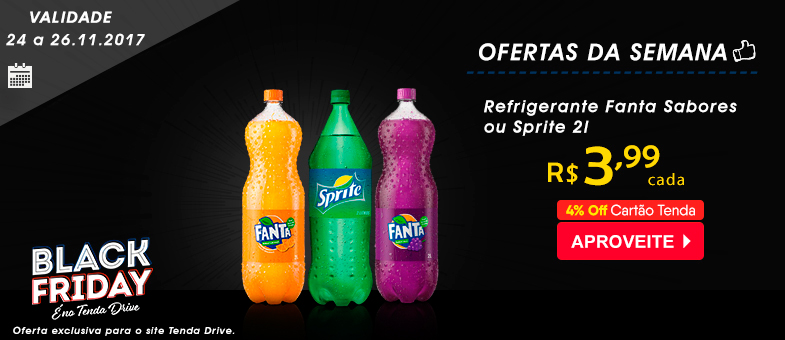 VALIDADE
24 a 26.11.2017
OFERTAS DA SEMANA
Refrigerante Fanta Sabores
ou Sprite 2l
R$ 3,99
cada
4% Off Cartão Tenda
APROVEITE
FANTA
Sprite
FANTA
BLACK
FRIDAY
É no Tenda Drive
Oferta exclusiva para o site Tenda Drive.